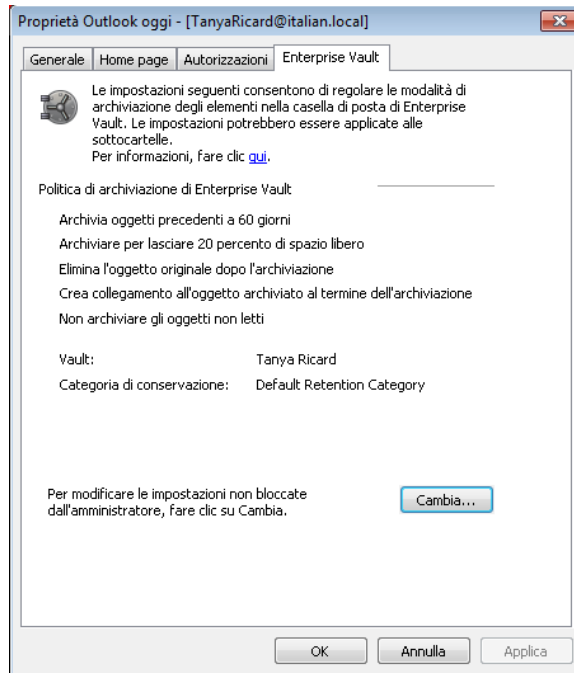 Proprietà Outlook oggi - [TanyaRicard@italian.local]
Generale Home page Autorizzazioni Enterprise Vault
Le impostazioni seguenti consentono di regolare le modalità di
archiviazione degli elementi nella casella di posta di Enterprise
Vault. Le impostazioni potrebbero essere applicate alle
sottocartelle.
Per informazioni, fare clic qui.
Politica di archiviazione di Enterprise Vault
Archivia oggetti precedenti a 60 giorni
Archiviare per lasciare 20 percento di spazio libero
Elimina l'oggetto originale dopo l'archiviazione
Crea collegamento all'oggetto archiviato al termine dell'archiviazione
Non archiviare gli oggetti non letti
Vault: Tanya Ricard
Categoria di conservazione: Default Retention Category
Per modificare le impostazioni non bloccate
dall'amministratore, fare clic su Cambia.
Cambia...
OK Annulla Applica